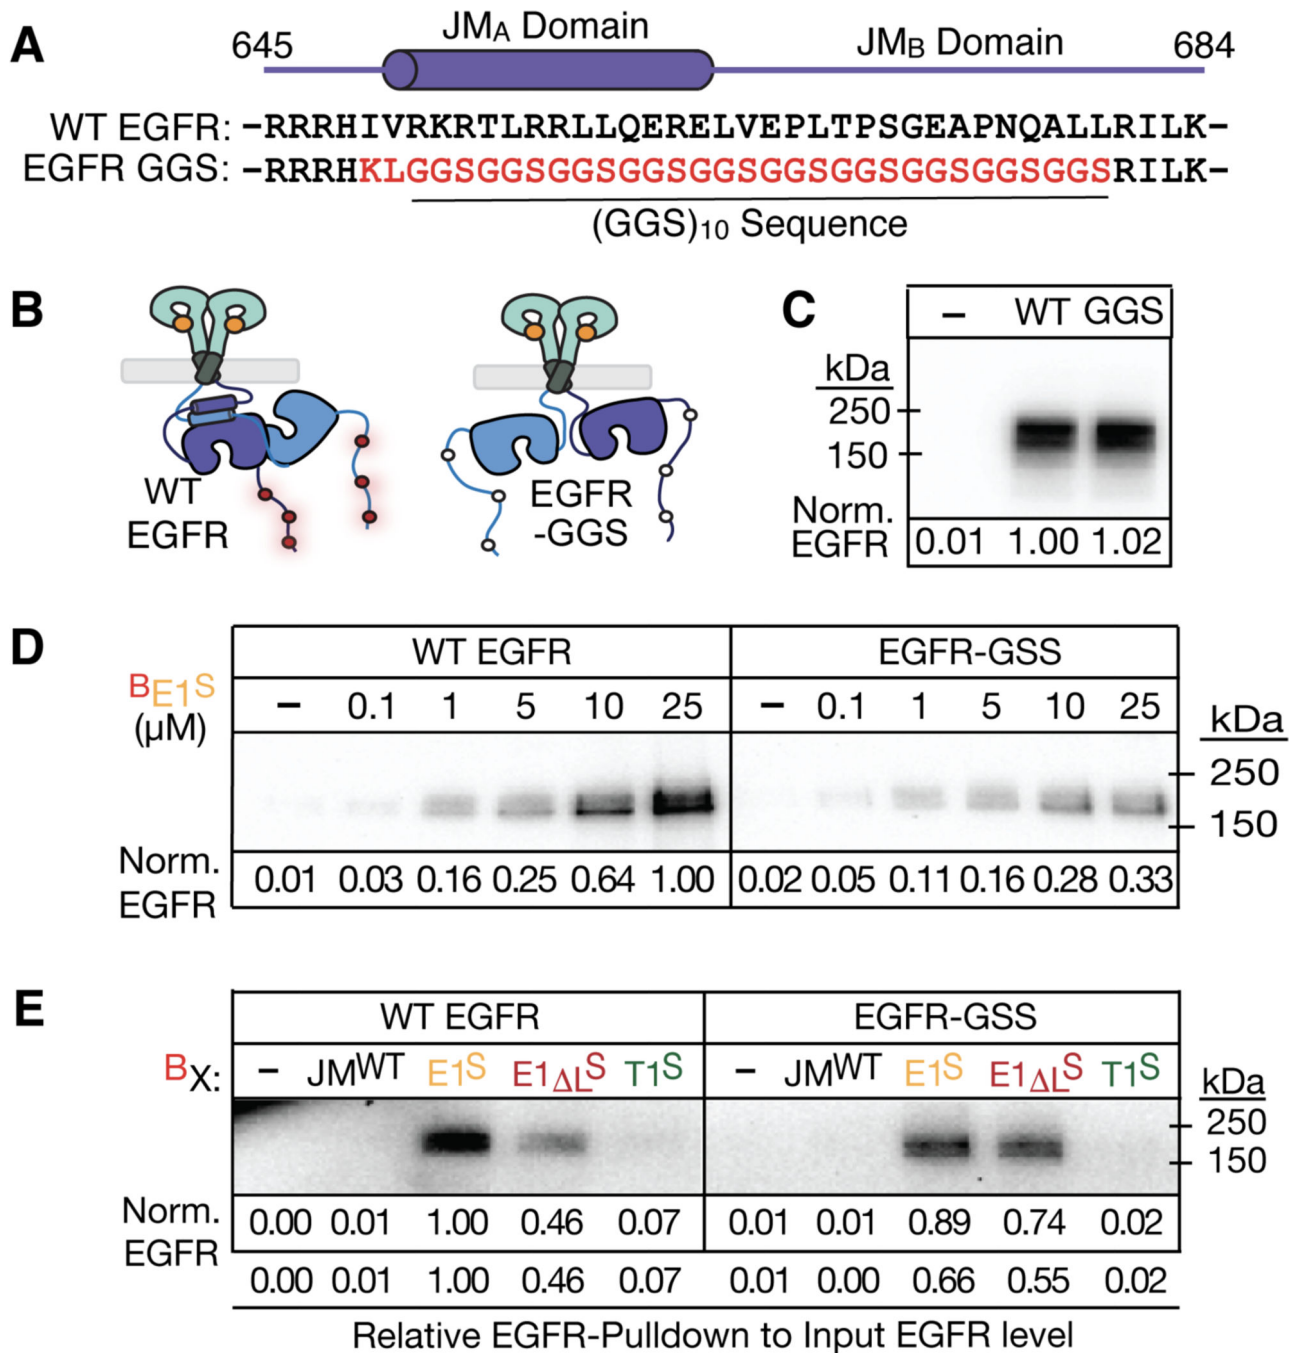 A
JMA Domain
645
JMB Domain
684
WT EGFR: –RRRHIVRKRTLRRLLQERELVEPLTPSGEAPNQALLRILK–
EGFR GGS: –RRRHKLGGSGGSGGSGGSGGSGGSGGSGGSGGSGGSRILK–
(GGS)10 Sequence
B
WT
EGFR
EGFR
-GGS
C
– WT GGS
kDa
250
150
Norm.
EGFR
0.01 1.00 1.02
D
WT EGFR EGFR-GSS
BE1S
(µM)
– 0.1 1 5 10 25 – 0.1 1 5 10 25
kDa
250
150
Norm.
EGFR
0.01 0.03 0.16 0.25 0.64 1.00 0.02 0.05 0.11 0.16 0.28 0.33
E
WT EGFR EGFR-GSS
BX: – JMWT E1S E1ΔLS T1S – JMWT E1S E1ΔLS T1S
kDa
250
150
Norm.
EGFR
0.00 0.01 1.00 0.46 0.07 0.01 0.01 0.89 0.74 0.02
0.00 0.01 1.00 0.46 0.07 0.01 0.00 0.66 0.55 0.02
Relative EGFR-Pulldown to Input EGFR level